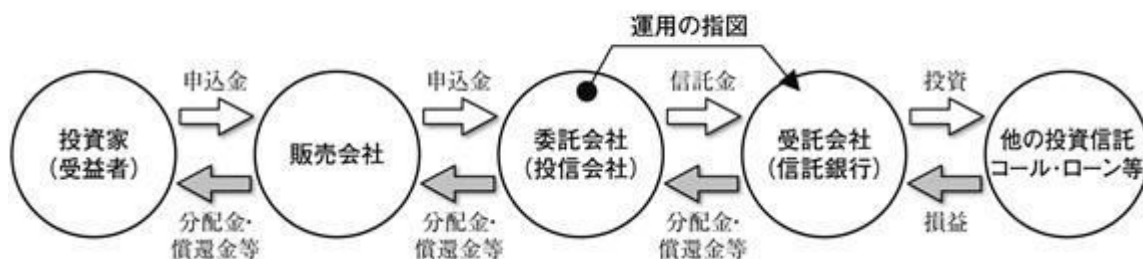 運用の指図
申込金
申込金
信託金
投資
投資家
(受益者)
販売会社
委託会社
(投信会社)
受託会社
(信託銀行)
他の投資信託
コール・ローン等
分配金・
償還金等
分配金・
償還金等
分配金・
償還金等
損益